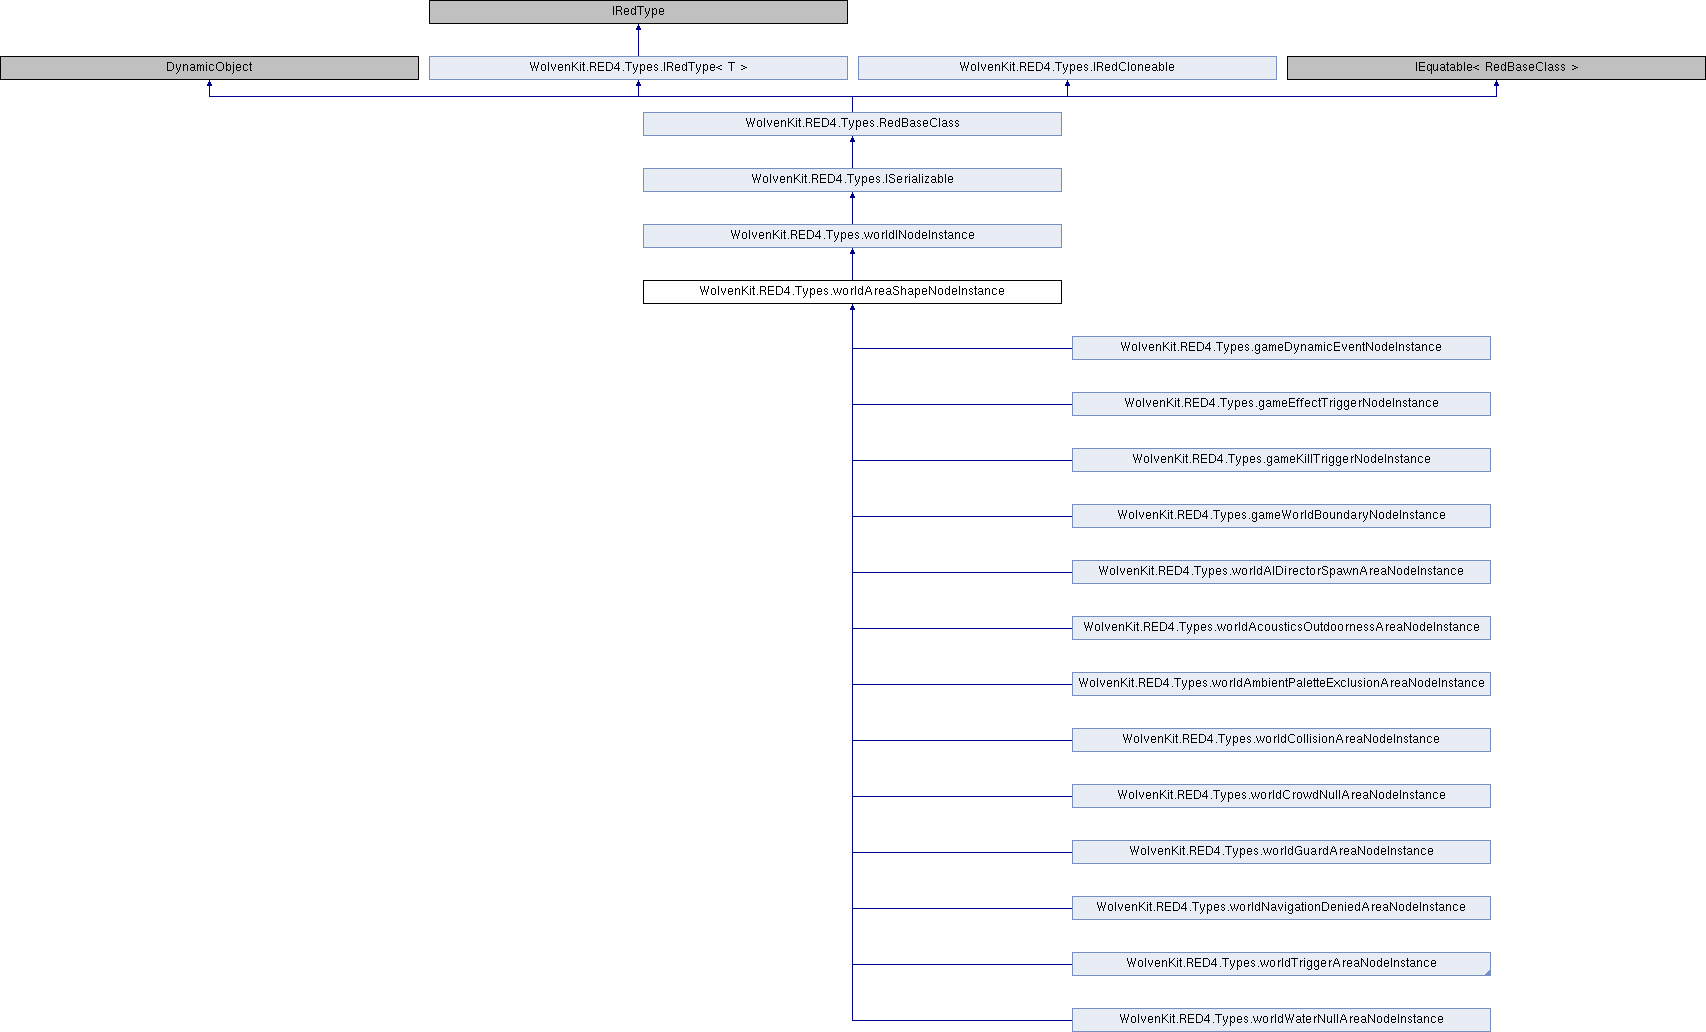 IRedType
DynamicObject
WolvenKit.RED4.Types.IRedType< T >
WolvenKit.RED4.Types.IRedCloneable
IEquatable< RedBaseClass >
WolvenKit.RED4.Types.RedBaseClass
WolvenKit.RED4.Types.ISerializable
WolvenKit.RED4.Types.worldINodeInstance
WolvenKit.RED4.Types.worldAreaShapeNodeInstance
WolvenKit.RED4.Types.gameDynamicEventNodeInstance
WolvenKit.RED4.Types.gameEffectTriggerNodeInstance
WolvenKit.RED4.Types.gameKillTriggerNodeInstance
WolvenKit.RED4.Types.gameWorldBoundaryNodeInstance
WolvenKit.RED4.Types.worldAIDirectorSpawnAreaNodeInstance
WolvenKit.RED4.Types.worldAcousticsOutdoornessAreaNodeInstance
WolvenKit.RED4.Types.worldAmbientPaletteExclusionAreaNodeInstance
WolvenKit.RED4.Types.worldCollisionAreaNodeInstance
WolvenKit.RED4.Types.worldCrowdNullAreaNodeInstance
WolvenKit.RED4.Types.worldGuardAreaNodeInstance
WolvenKit.RED4.Types.worldNavigationDeniedAreaNodeInstance
WolvenKit.RED4.Types.worldTriggerAreaNodeInstance
WolvenKit.RED4.Types.worldWaterNullAreaNodeInstance